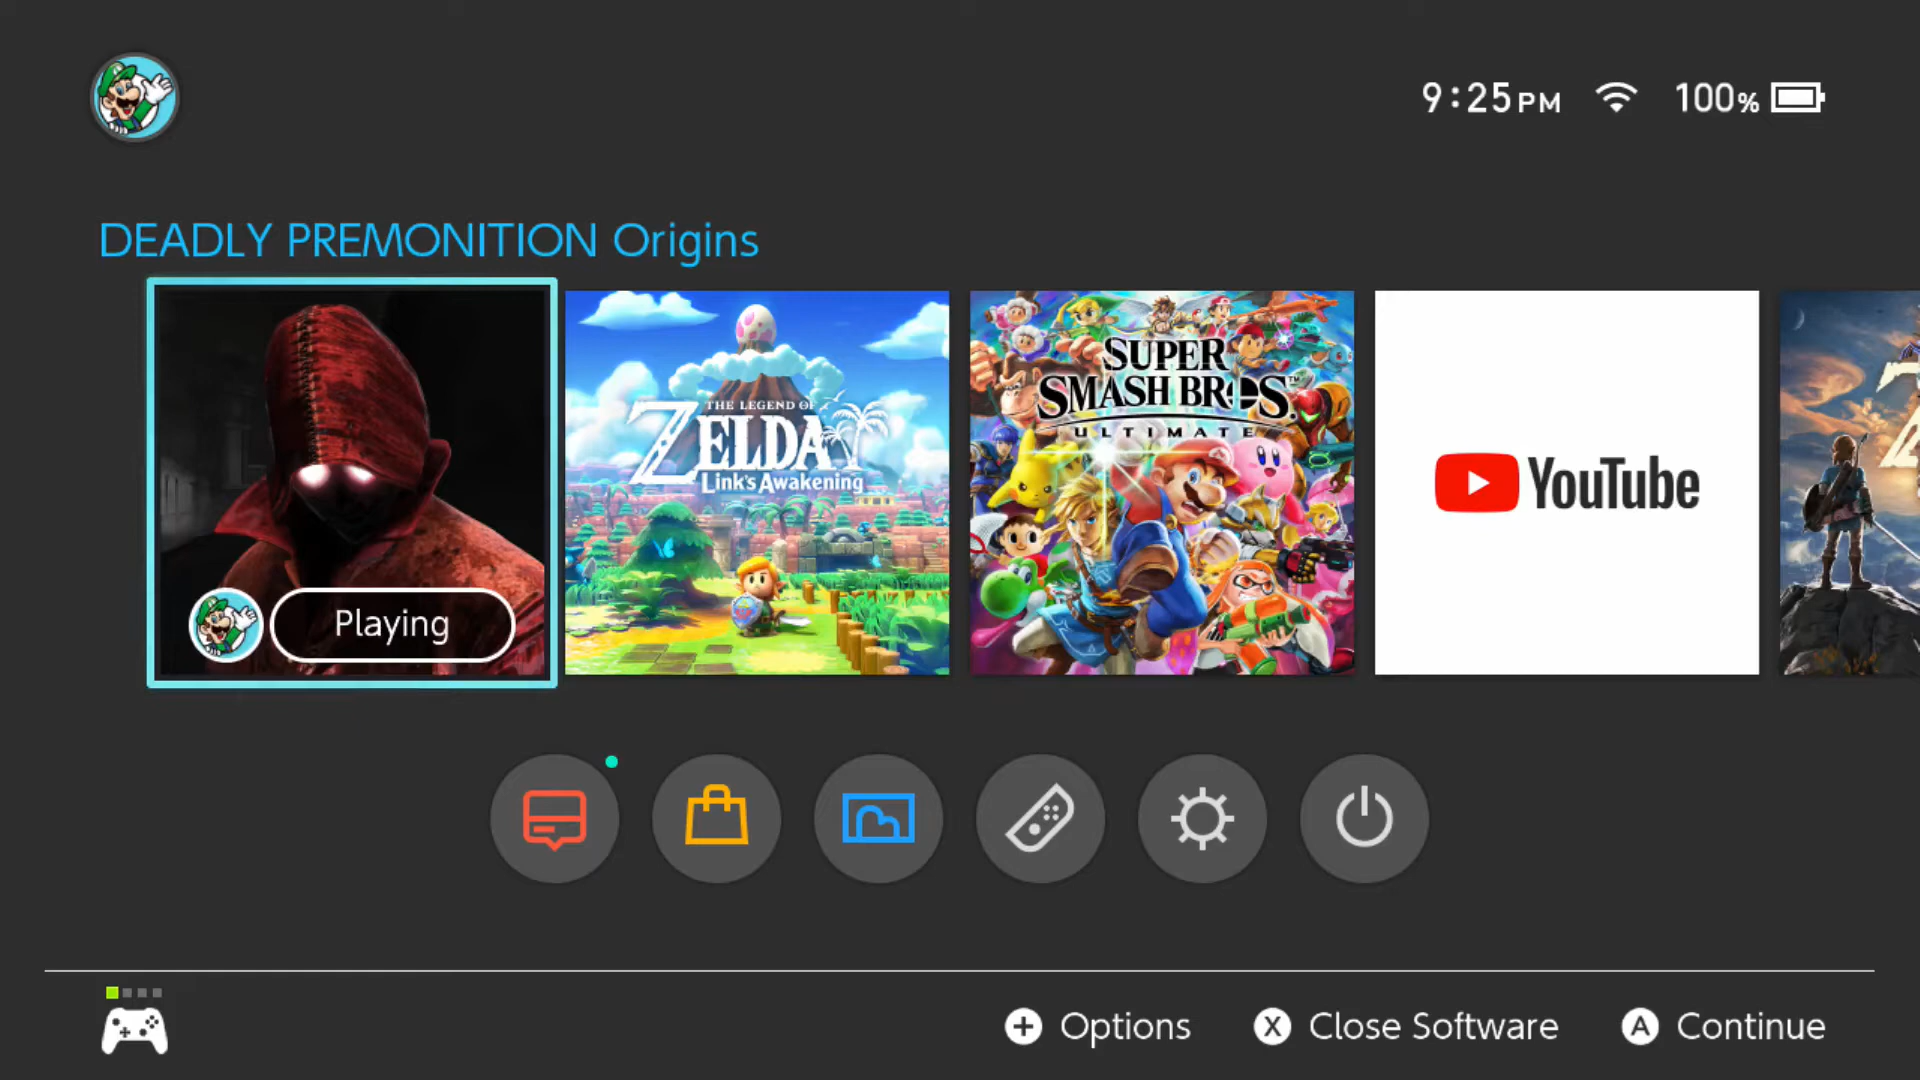 9:25PM 100%
DEADLY PREMONITION Origins
THE LEGEND OF
ZELDA
Link's Awakening
SUPER
SMASH BROS.™
ULTIMATE
YouTube
Playing
+ Options X Close Software A Continue